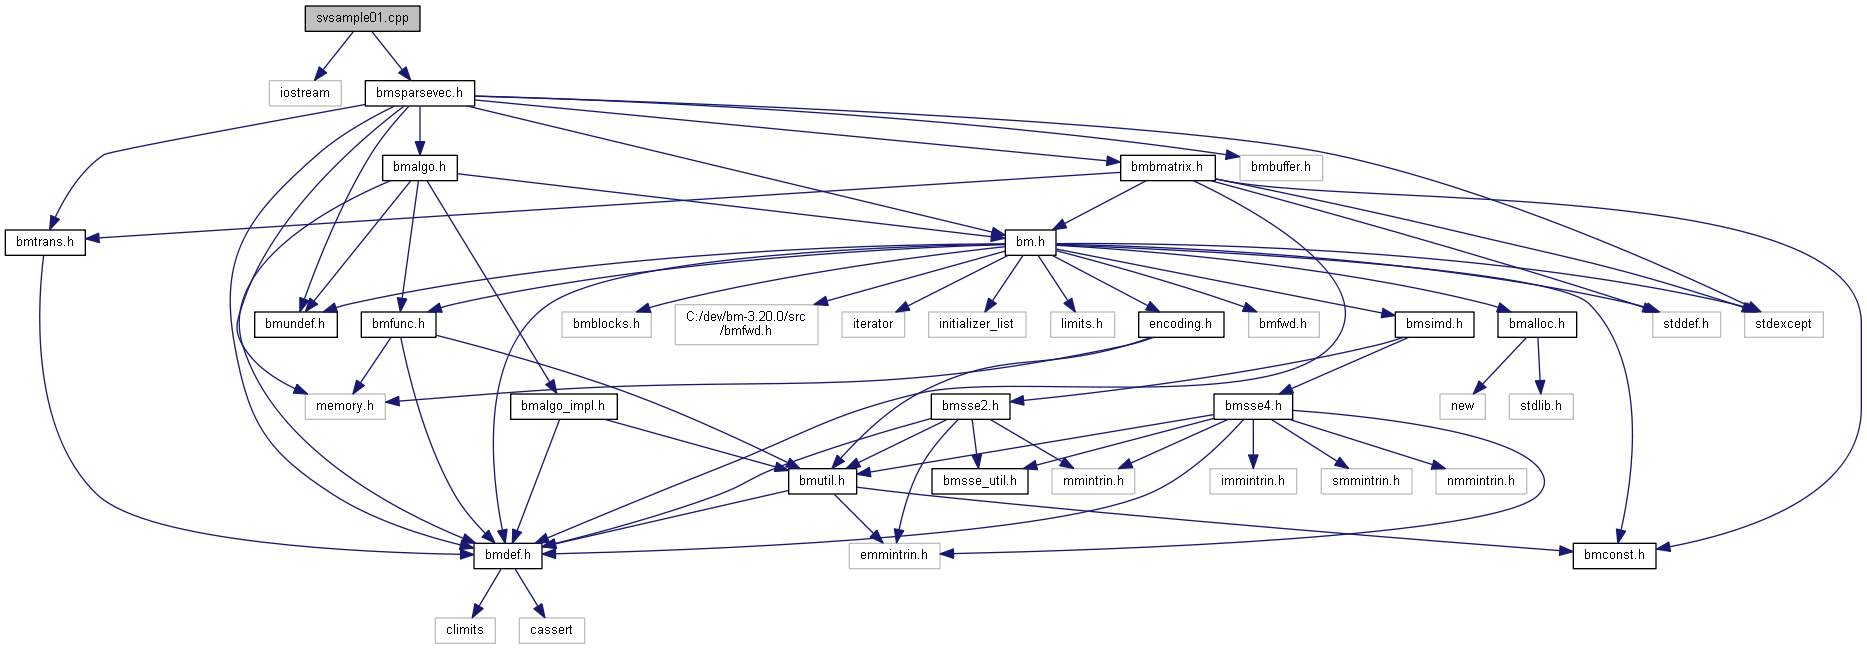 svsample01.cpp
iostream
bmsparsevec.h
bmalgo.h
bmbmatrix.h
bmbuffer.h
bmtrans.h
bm.h
bmundef.h
bmfunc.h
bmblocks.h
C:/dev/bm-3.20.0/src
/bmfwd.h
iterator
initializer_list
limits.h
encoding.h
bmfwd.h
bmsimd.h
bmalloc.h
stddef.h
stdexcept
memory.h
bmalgo_impl.h
bmsse2.h
bmsse4.h
new
stdlib.h
bmutil.h
bmsse_util.h
mmintrin.h
immintrin.h
smmintrin.h
nmmintrin.h
bmdef.h
emmintrin.h
bmconst.h
climits
cassert